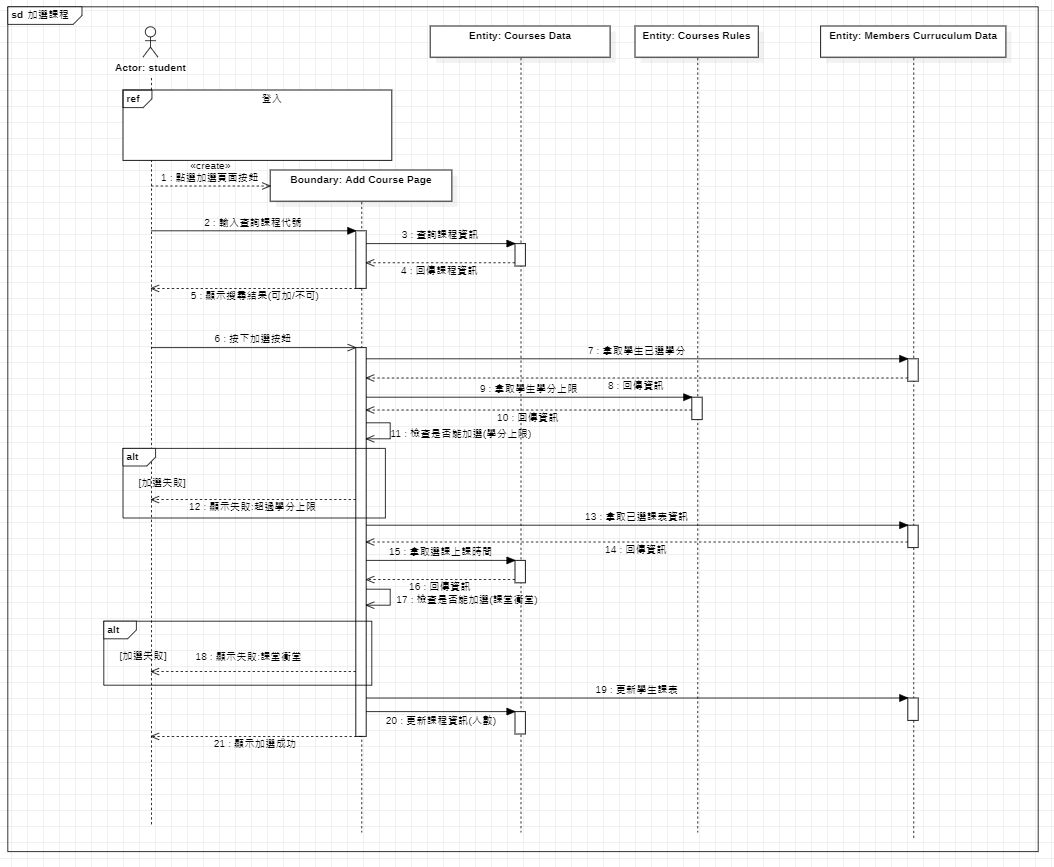 sd 加選課程
Entity: Courses Data
Entity: Courses Rules
Entity: Members Curruculum Data
Actor: student
ref
登入
«create»
1 : 點選加選頁面按鈕
Boundary: Add Course Page
2 : 輸入查詢課程代號
3 : 查詢課程資訊
4 : 回傳課程資訊
5 : 顯示搜尋結果(可加/不可)
6 : 按下加選按鈕
7 : 拿取學生已選學分
8 : 回傳資訊
9 : 拿取學生學分上限
10 : 回傳資訊
11 : 檢查是否能加選(學分上限)
alt
[加選失敗]
12 : 顯示失敗:超過學分上限
13 : 拿取已選課表資訊
14 : 回傳資訊
15 : 拿取選課上課時間
16 : 回傳資訊
17 : 檢查是否能加選(課堂衝堂)
alt
[加選失敗]
18 : 顯示失敗:課堂衝堂
19 : 更新學生課表
20 : 更新課程資訊(人數)
21 : 顯示加選成功